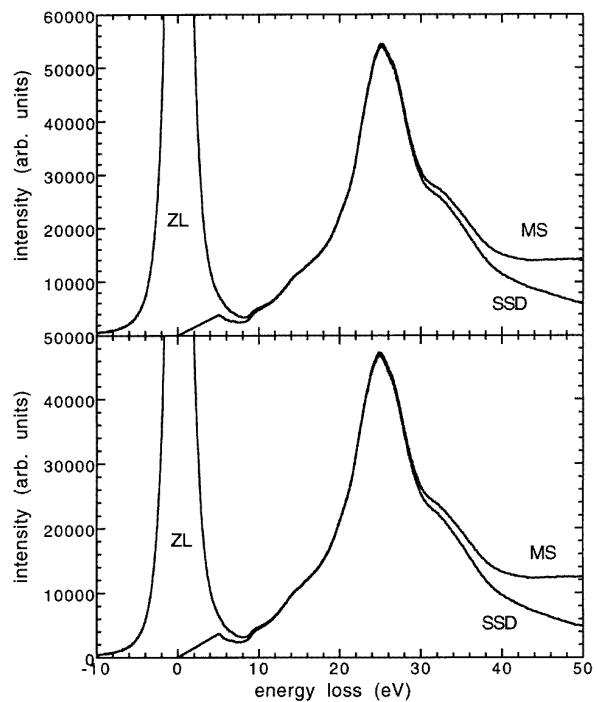 60000
50000
40000
30000
20000
10000
intensity (arb. units)
ZL
MS
SSD
50000
40000
30000
20000
10000
0
intensity (arb. units)
ZL
MS
SSD
-10 0 10 20 30 40 50
energy loss (eV)